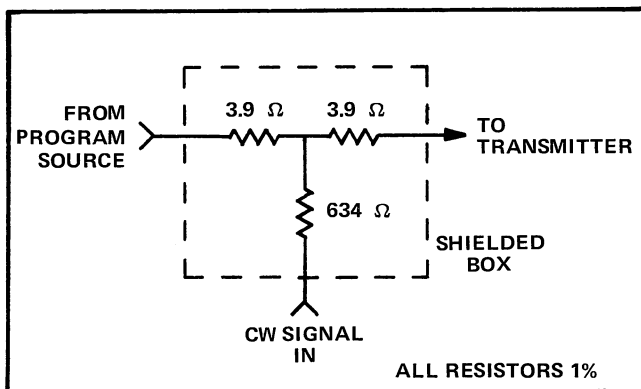 FROM
PROGRAM
SOURCE
3.9 Ω
3.9 Ω
TO
TRANSMITTER
634 Ω
SHIELDED
BOX
CW SIGNAL
IN
ALL RESISTORS 1%